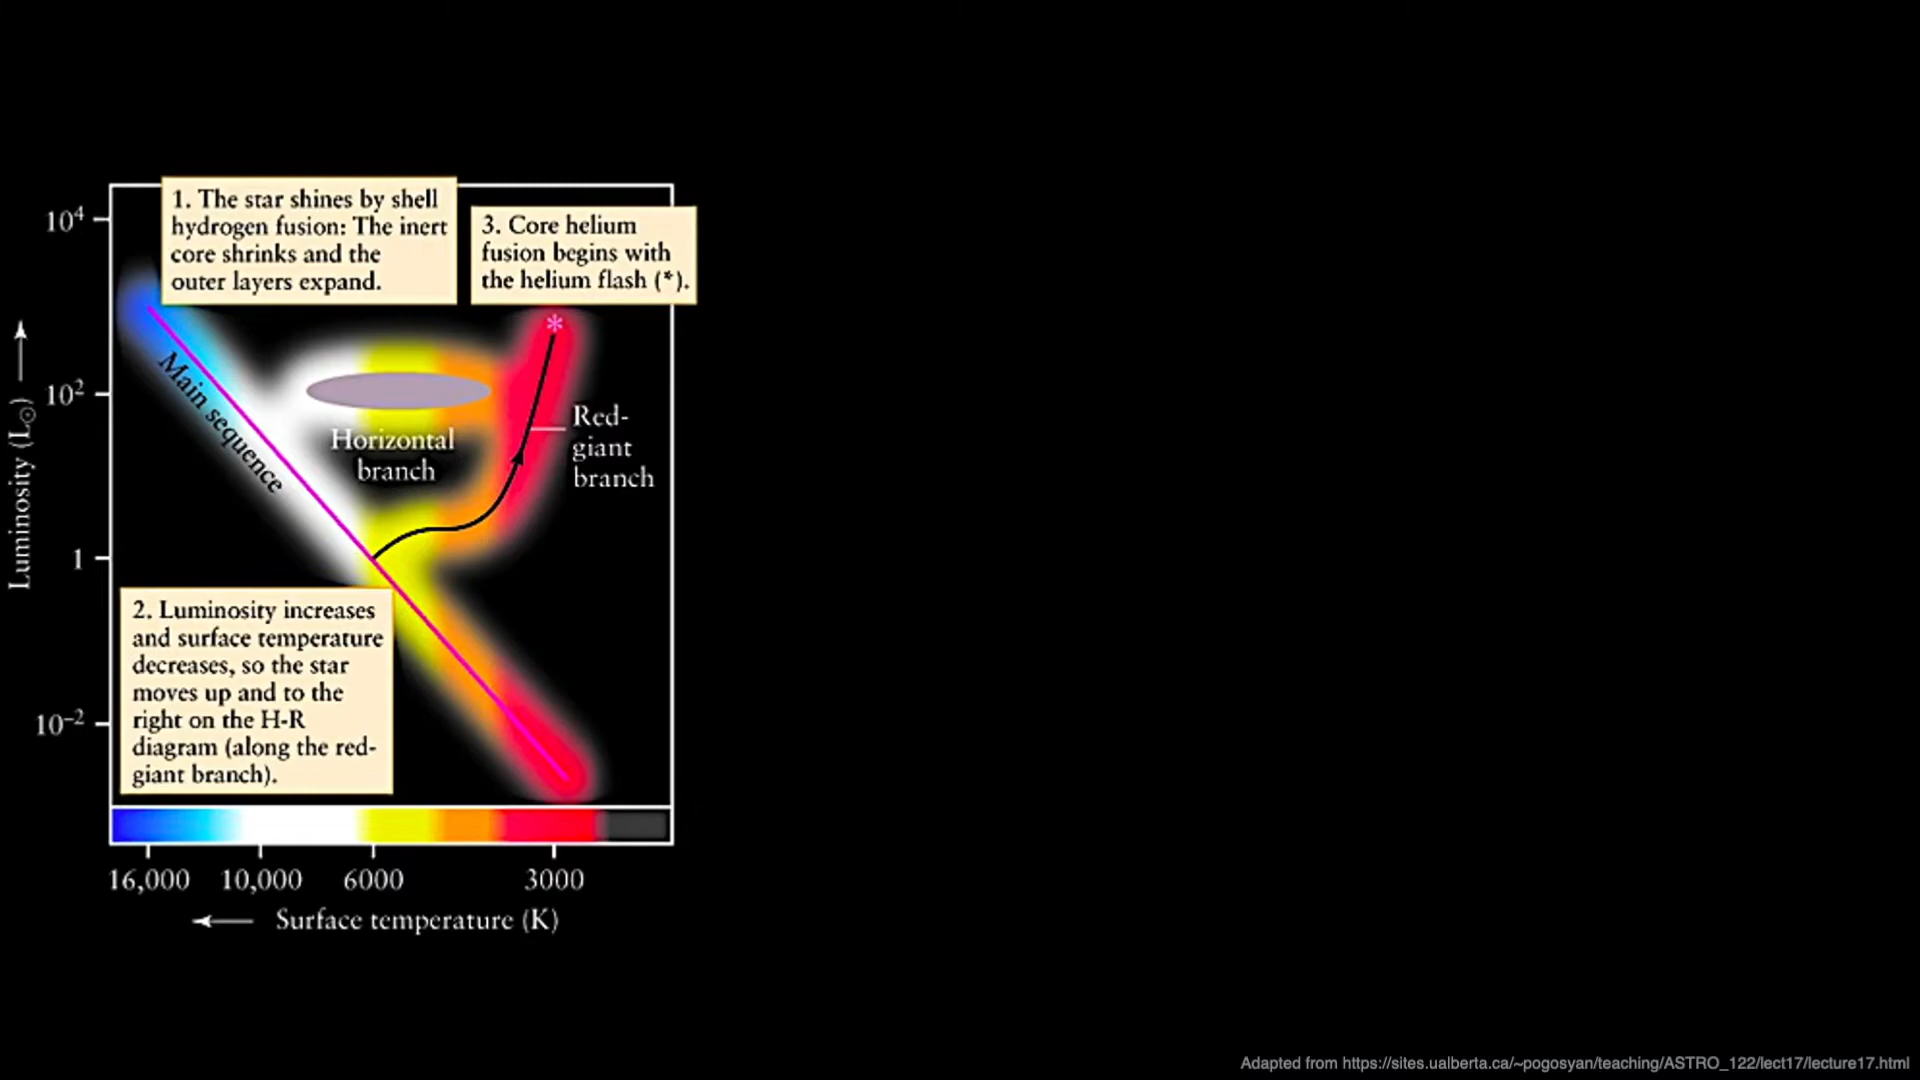 1. The star shines by shell
hydrogen fusion: The inert
core shrinks and the
outer layers expand.
3. Core helium
fusion begins with
the helium flash (*).
10⁴
10²
1
10⁻²
Luminosity (L☉)
*
Main sequence
Horizontal
branch
Red-
giant
branch
2. Luminosity increases
and surface temperature
decreases, so the star
moves up and to the
right on the H-R
diagram (along the red-
giant branch).
16,000 10,000 6000 3000
Surface temperature (K)
Adapted from https://sites.ualberta.ca/~pogosyan/teaching/ASTRO_122/lect17/lecture17.html